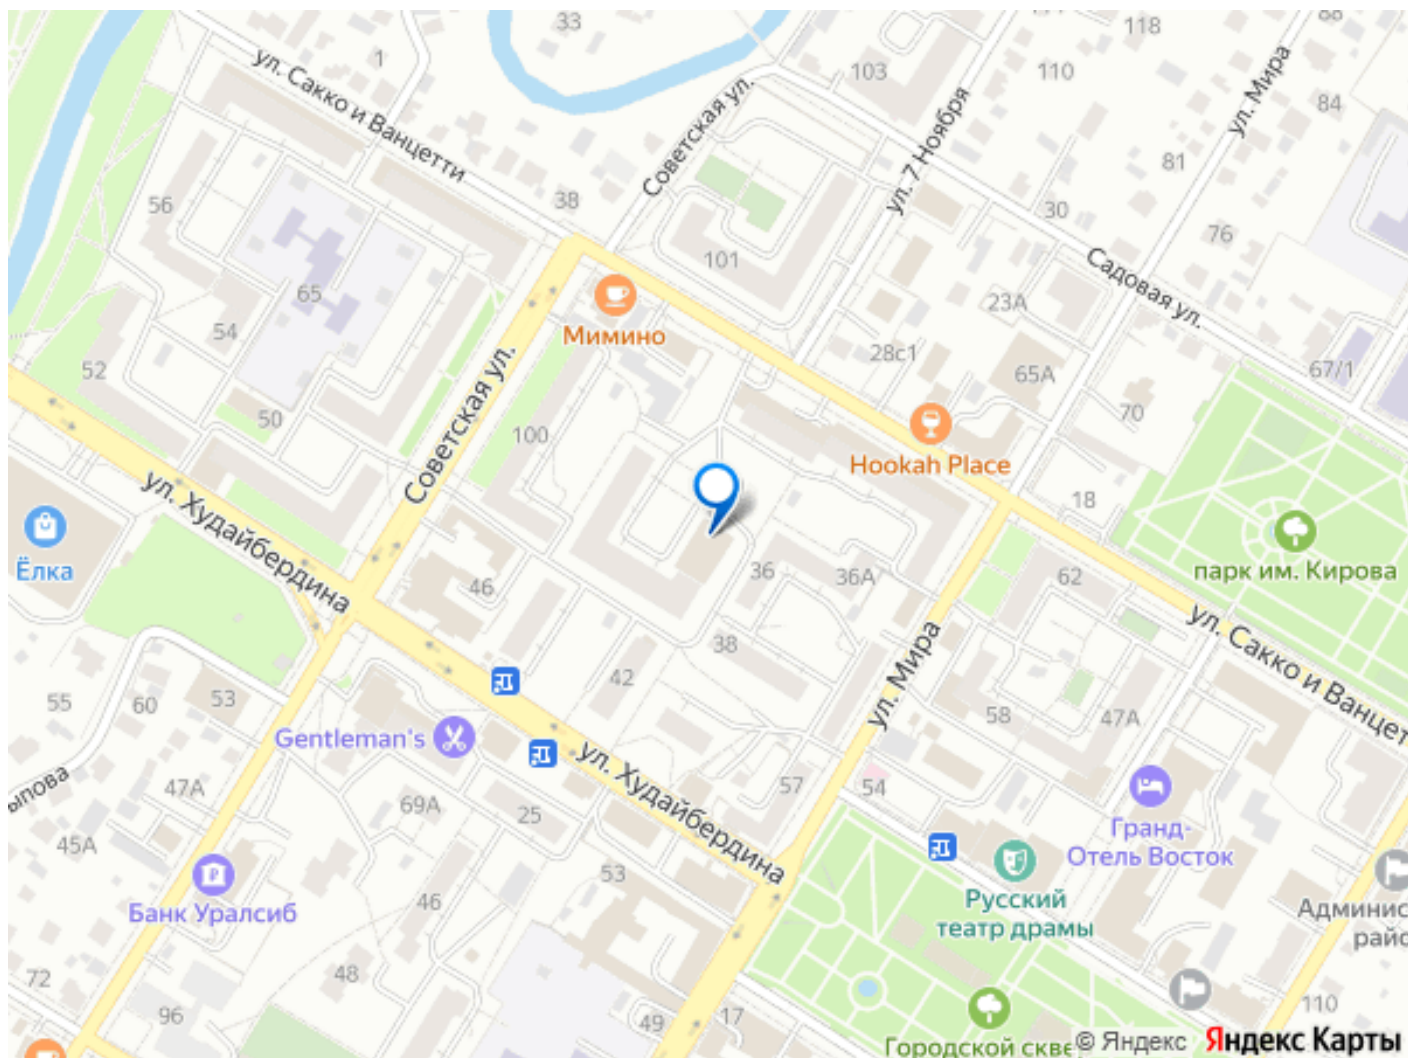 33
118
88
ул. Сакко и Ванцетти
1
103
110
ул. Мира
84
Советская ул.
ул. 7 Ноября
81
56
38
30
76
101
Садовая ул.
65
23А
54
Мимино
28с1
67/1
52
65А
50
Советская ул.
100
70
Hookah Place
ул. Худайбердина
18
Ёлка
парк им. Кирова
46
36
36А
62
ул. Сакко и Ванцет
38
ул. Мира
42
55
60
53
58
47А
Gentleman's
ул. Худайбердина
47А
69А
25
57
54
Гранд-
Отель Восток
45А
Банк Уралсиб
46
53
Русский
театр драмы
Админис
райо
72
48
96
49
17
110
Городской скве
© Яндекс Яндекс Карты